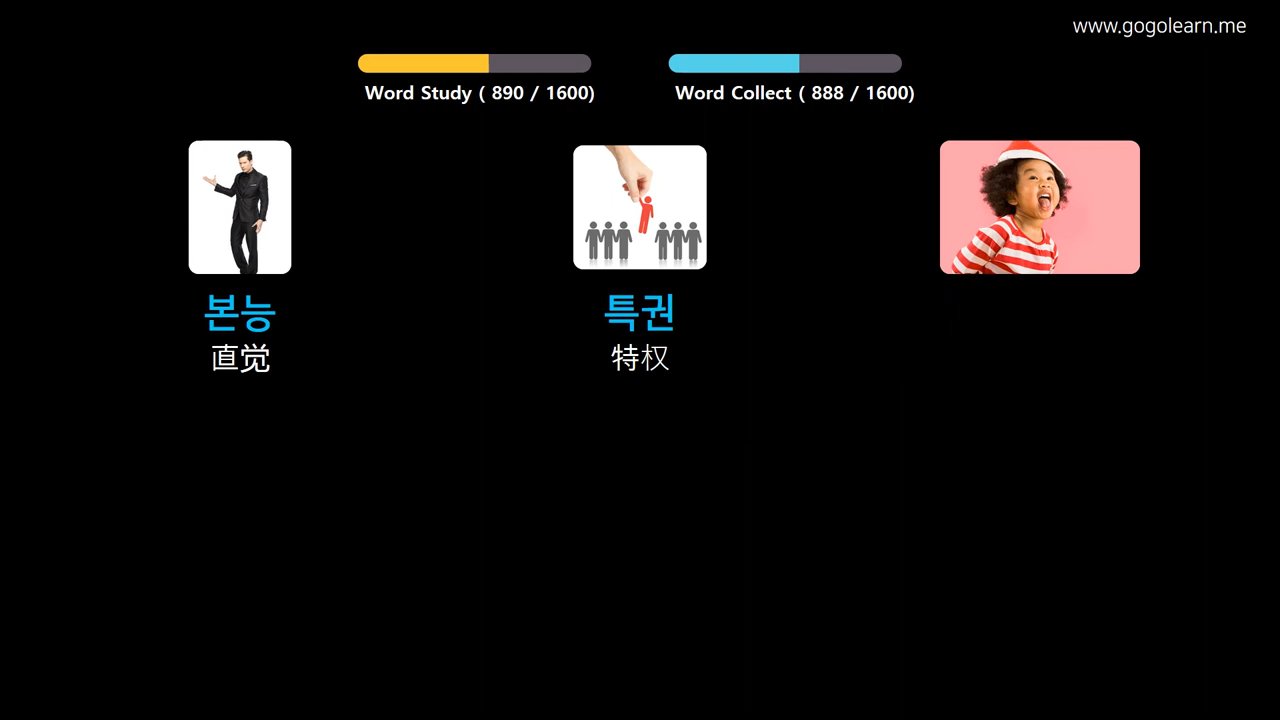 www.gogolearn.me
Word Study ( 890 / 1600)
Word Collect ( 888 / 1600)
본능
直觉
특권
特权